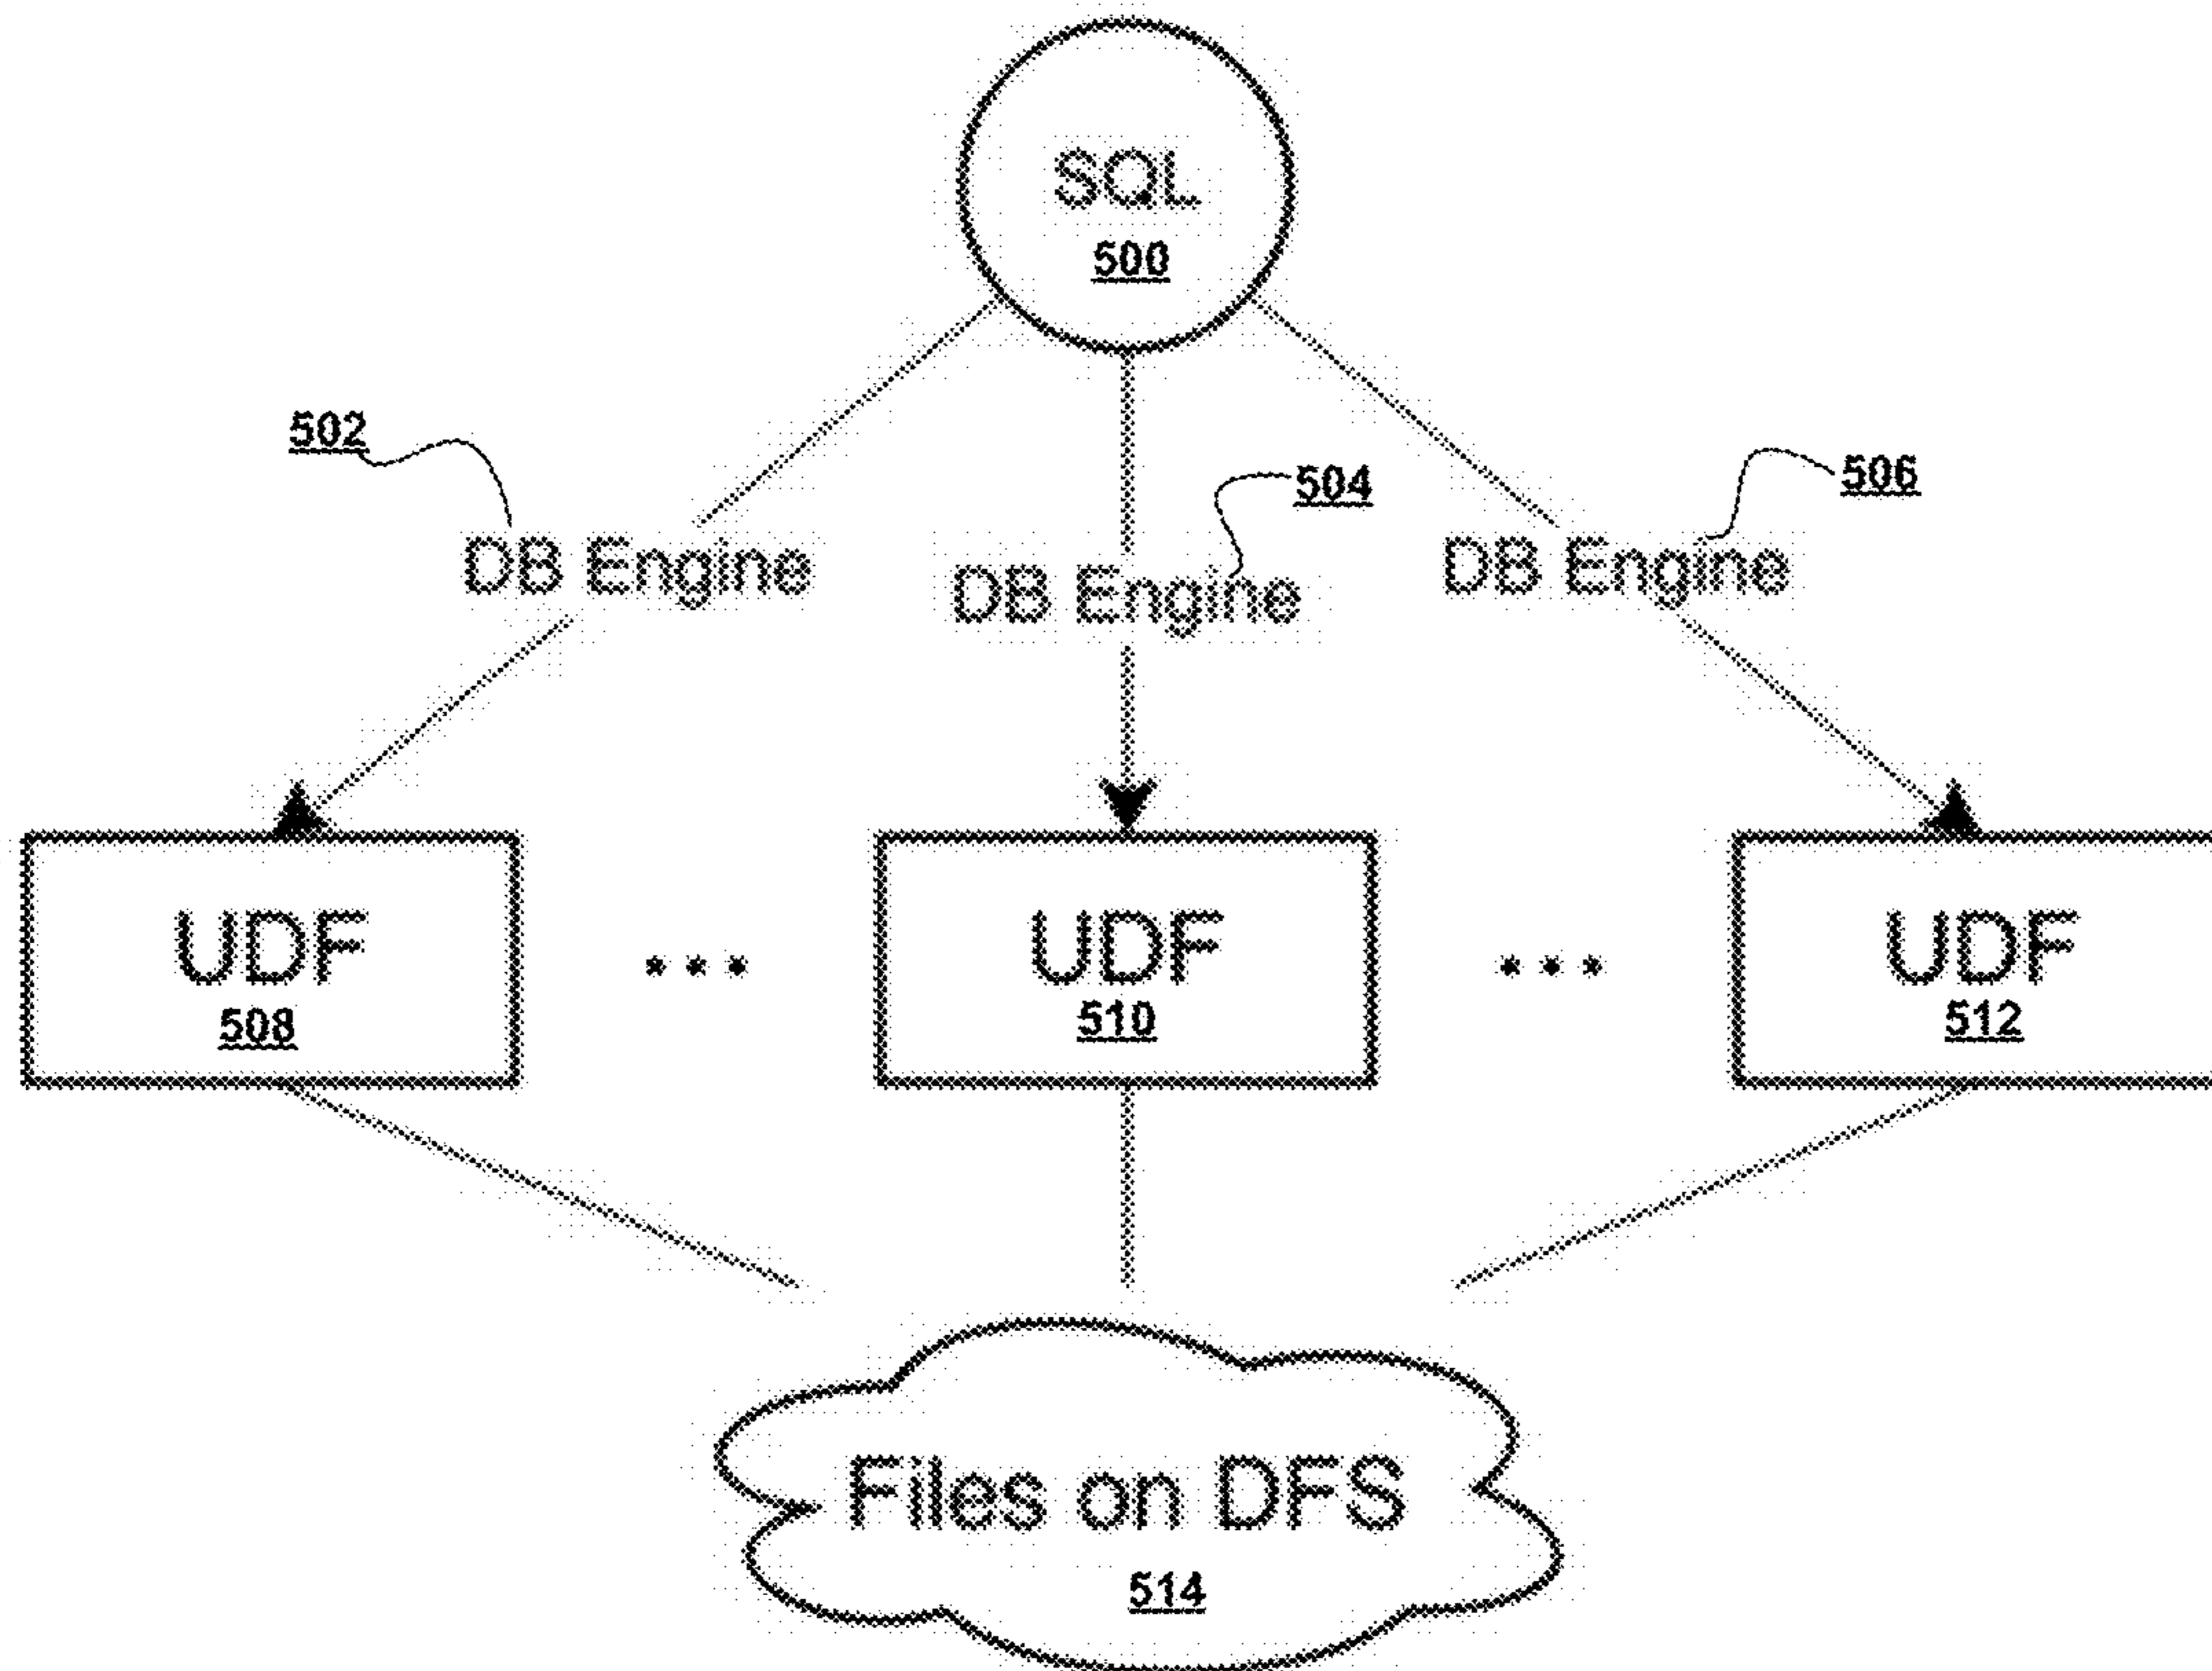 SQL
500
502
504
506
DB Engine
DB Engine
DB Engine
UDF
508
...
UDF
510
...
UDF
512
Files on DFS
514